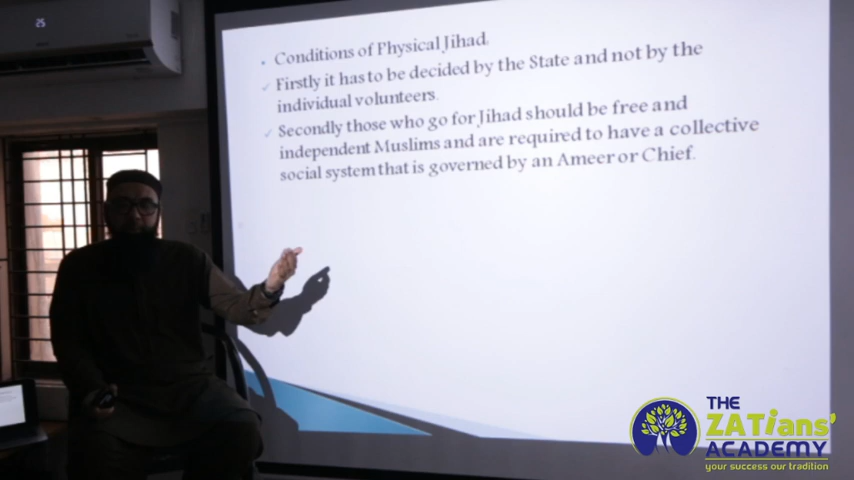 Conditions of Physical Jihad.
Firstly it has to be decided by the State and not by the
individual volunteers.
Secondly those who go for Jihad should be free and
independent Muslims and are required to have a collective
social system that is governed by an Ameer or Chief.
THE
ZATians'
ACADEMY
your success our tradition